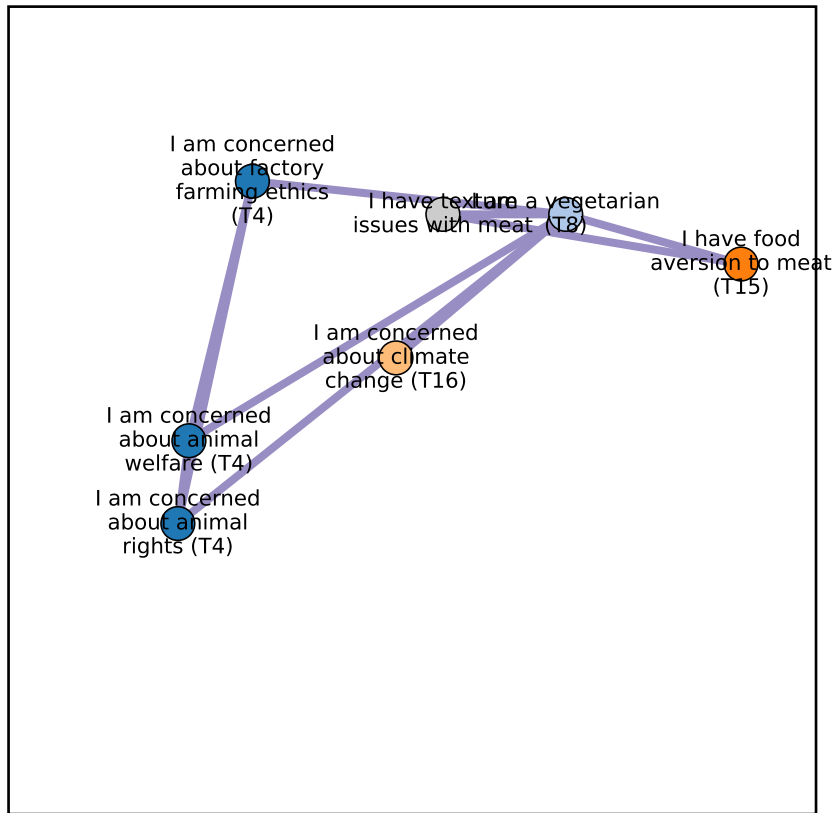 I am concerned
about factory
farming ethics
(T4)
I have texture
issues with meat
I am a vegetarian
(T8)
I have food
aversion to meat
(T15)
I am concerned
about climate
change (T16)
I am concerned
about animal
welfare (T4)
I am concerned
about animal
rights (T4)